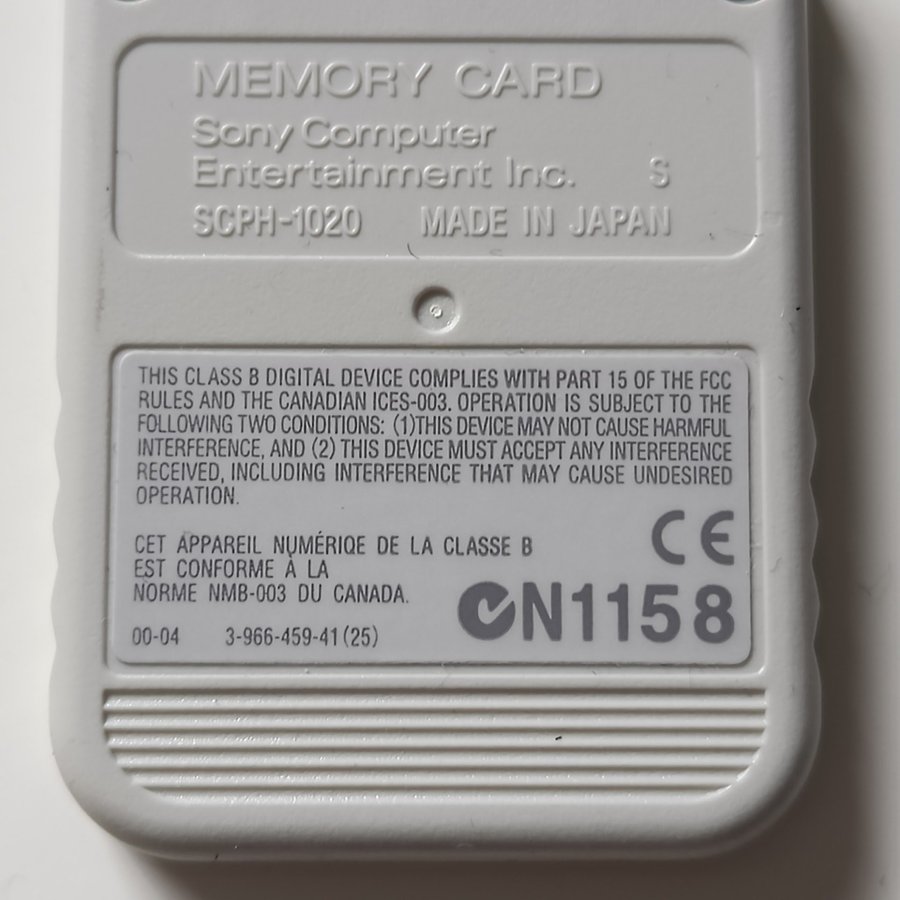 MEMORY CARD
Sony Computer
Entertainment Inc. S
SCPH-1020 MADE IN JAPAN
THIS CLASS B DIGITAL DEVICE COMPLIES WITH PART 15 OF THE FCC
RULES AND THE CANADIAN ICES-003. OPERATION IS SUBJECT TO THE
FOLLOWING TWO CONDITIONS: (1)THIS DEVICE MAY NOT CAUSE HARMFUL
INTERFERENCE, AND (2) THIS DEVICE MUST ACCEPT ANY INTERFERENCE
RECEIVED, INCLUDING INTERFERENCE THAT MAY CAUSE UNDESIRED
OPERATION.
CET APPAREIL NUMÉRIQE DE LA CLASSE B
EST CONFORME À LA
NORME NMB-003 DU CANADA.
CE
N1158
00-04 3-966-459-41(25)